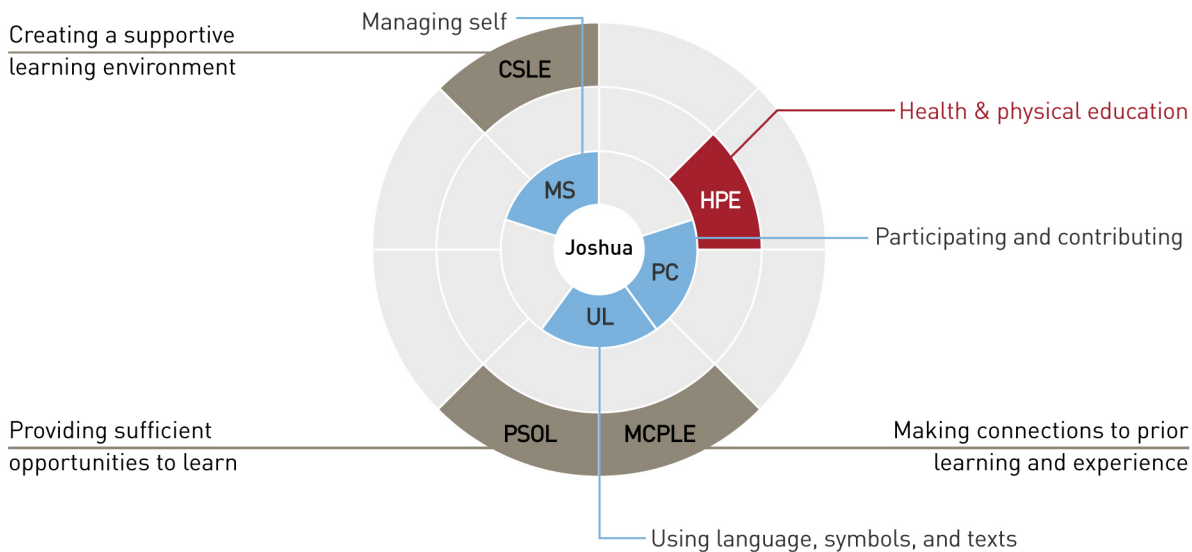 Managing self
Creating a supportive
learning environment
CSLE
Health & physical education
MS
HPE
Joshua
Participating and contributing
PC
UL
Providing sufficient
opportunities to learn
PSOL
MCPLE
Making connections to prior
learning and experience
Using language, symbols, and texts